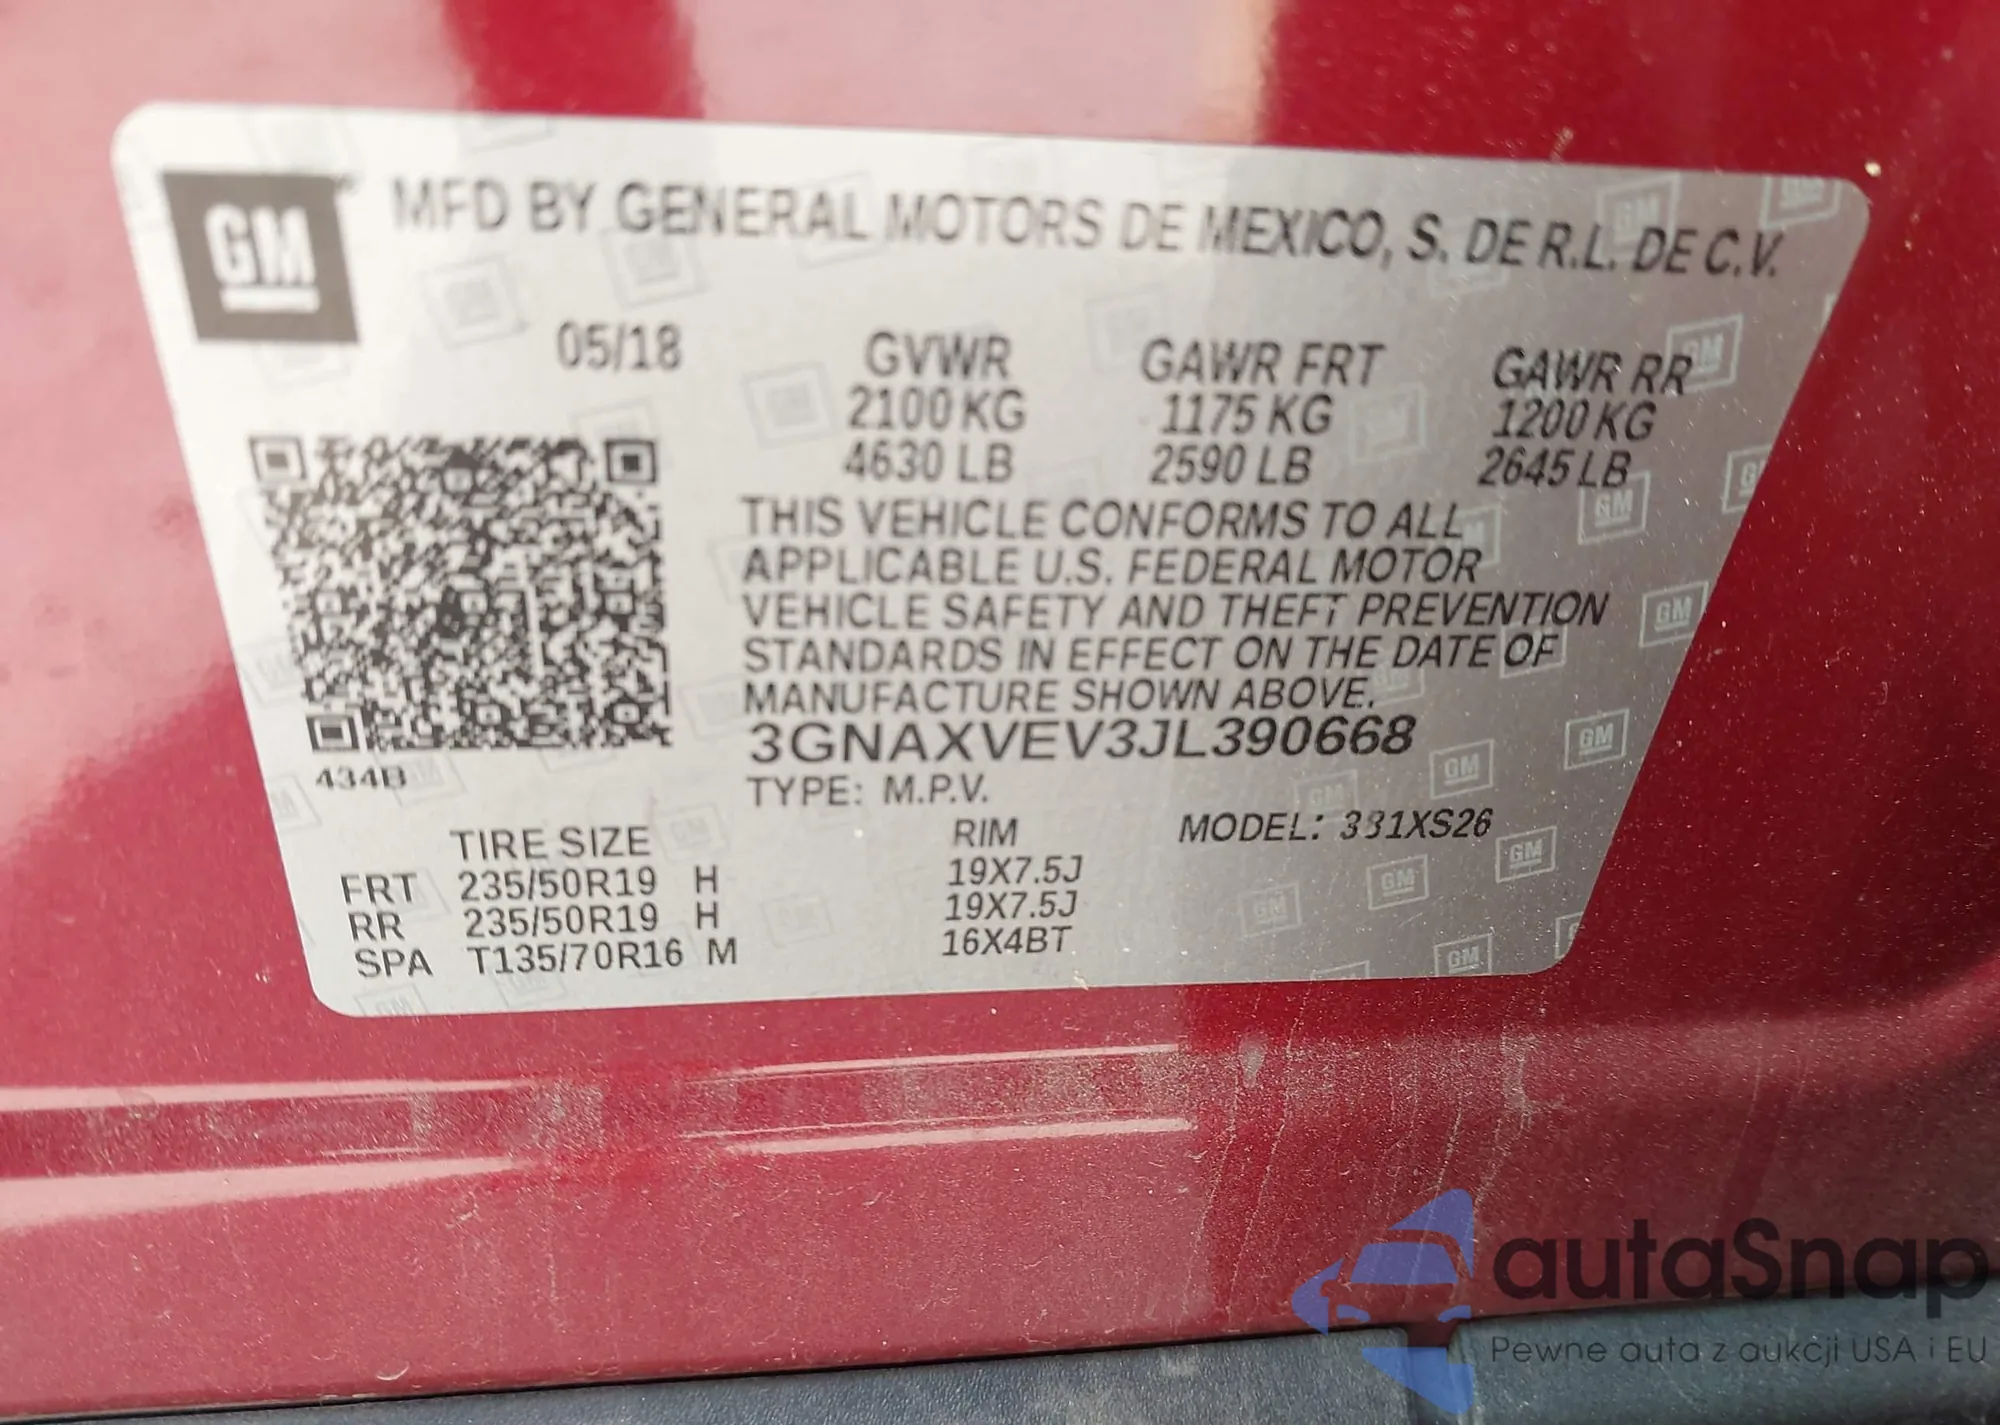 GM
MFD BY GENERAL MOTORS DE MEXICO, S. DE R.L. DE C.V.
05/18
GVWR GAWR FRT GAWR RR
2100 KG 1175 KG 1200 KG
4630 LB 2590 LB 2645 LB
THIS VEHICLE CONFORMS TO ALL
APPLICABLE U.S. FEDERAL MOTOR
VEHICLE SAFETY AND THEFT PREVENTION
STANDARDS IN EFFECT ON THE DATE OF
MANUFACTURE SHOWN ABOVE.
3GNAXVEV3JL390668
434B
TYPE: M.P.V.
TIRE SIZE RIM MODEL: 331XS26
FRT 235/50R19 H 19X7.5J
RR 235/50R19 H 19X7.5J
SPA T135/70R16 M 16X4BT
autaSnap
Pewne auta z aukcji USA i EU